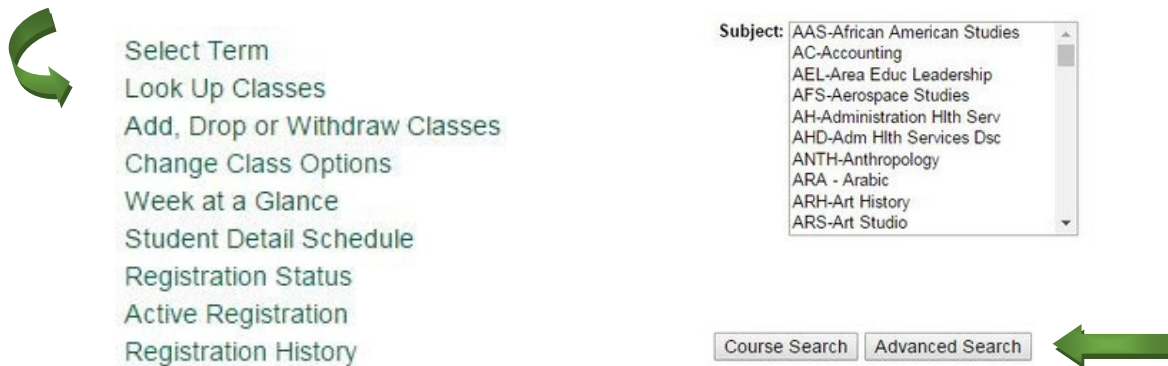 Select Term
Look Up Classes
Add, Drop or Withdraw Classes
Change Class Options
Week at a Glance
Student Detail Schedule
Registration Status
Active Registration
Registration History
Subject:
AAS-African American Studies
AC-Accounting
AEL-Area Educ Leadership
AFS-Aerospace Studies
AH-Administration Hlth Serv
AHD-Adm Hlth Services Dsc
ANTH-Anthropology
ARA - Arabic
ARH-Art History
ARS-Art Studio
Course Search
Advanced Search